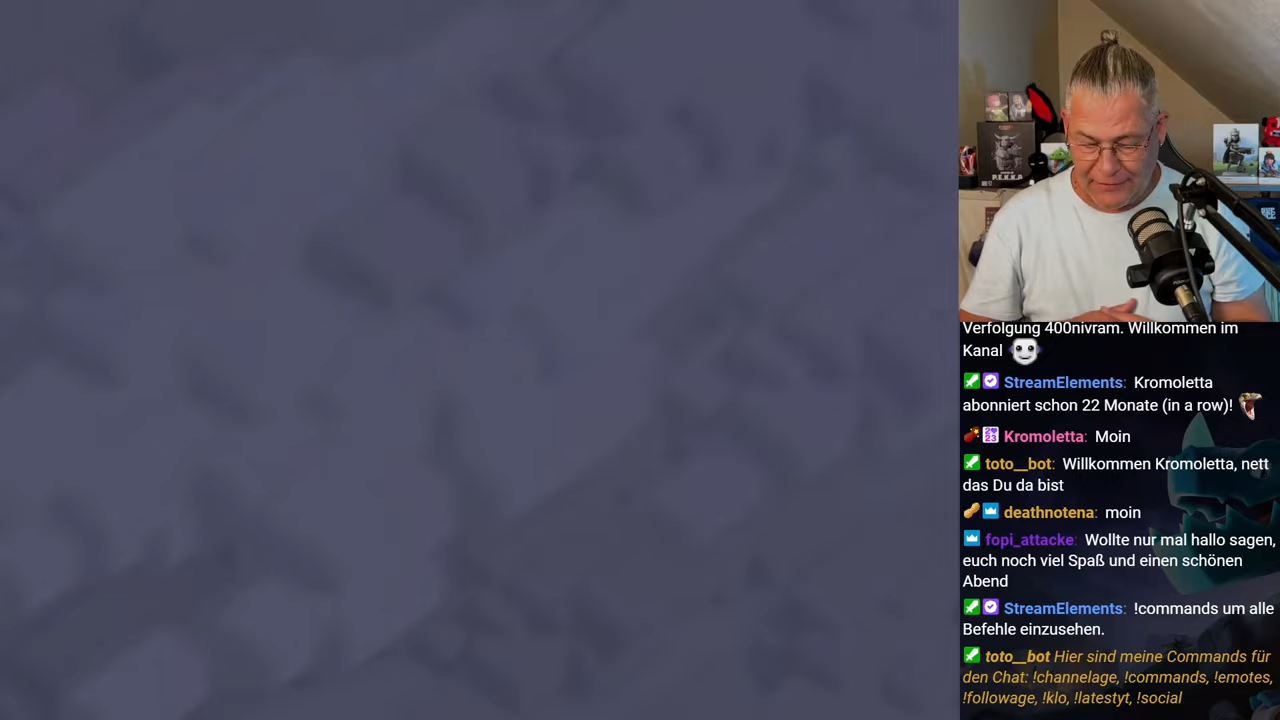 P.E.K.K.A
Verfolgung 400nivram. Willkommen im
Kanal
StreamElements: Kromoletta
abonniert schon 22 Monate (in a row)!
Kromoletta: Moin
toto__bot: Willkommen Kromoletta, nett
das Du da bist
deathnotena: moin
fopi_attacke: Wollte nur mal hallo sagen,
euch noch viel Spaß und einen schönen
Abend
StreamElements: !commands um alle
Befehle einzusehen.
toto__bot Hier sind meine Commands für
den Chat: !channelage, !commands, !emotes,
!followage, !klo, !latestyt, !social